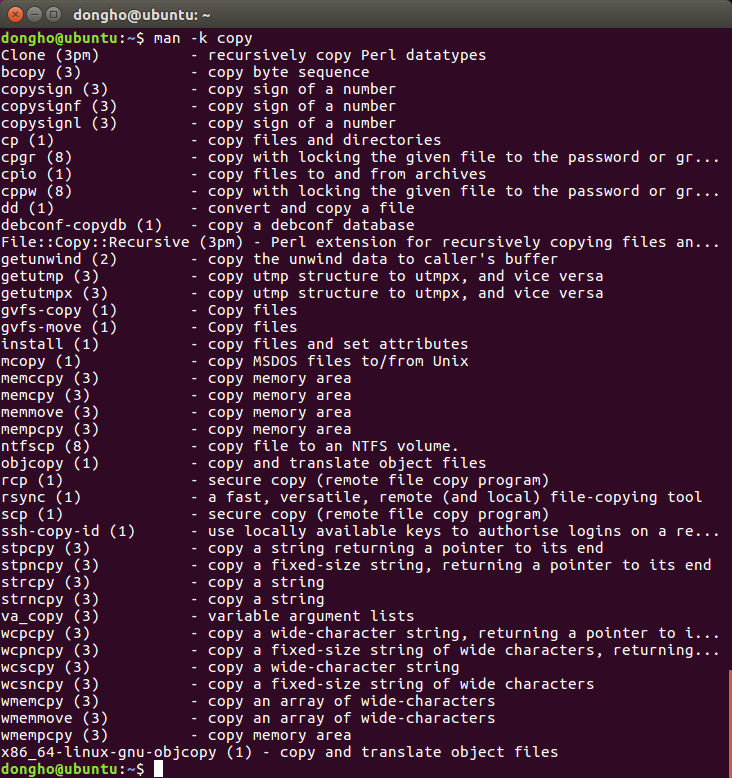 dongho@ubuntu: ~
dongho@ubuntu:~$ man -k copy
Clone (3pm)          - recursively copy Perl datatypes
bcopy (3)            - copy byte sequence
copysign (3)         - copy sign of a number
copysignf (3)        - copy sign of a number
copysignl (3)        - copy sign of a number
cp (1)               - copy files and directories
cpgr (8)             - copy with locking the given file to the password or gr...
cpio (1)             - copy files to and from archives
cppw (8)             - copy with locking the given file to the password or gr...
dd (1)               - convert and copy a file
debconf-copydb (1)   - copy a debconf database
File::Copy::Recursive (3pm) - Perl extension for recursively copying files an...
getunwind (2)        - copy the unwind data to caller's buffer
getutmp (3)          - copy utmp structure to utmpx, and vice versa
getutmpx (3)         - copy utmp structure to utmpx, and vice versa
gvfs-copy (1)        - Copy files
gvfs-move (1)        - Copy files
install (1)          - copy files and set attributes
mcopy (1)            - copy MSDOS files to/from Unix
memccpy (3)          - copy memory area
memcpy (3)           - copy memory area
memmove (3)          - copy memory area
mempcpy (3)          - copy memory area
ntfscp (8)           - copy file to an NTFS volume.
objcopy (1)          - copy and translate object files
rcp (1)              - secure copy (remote file copy program)
rsync (1)            - a fast, versatile, remote (and local) file-copying tool
scp (1)              - secure copy (remote file copy program)
ssh-copy-id (1)      - use locally available keys to authorise logins on a re...
stpcpy (3)           - copy a string returning a pointer to its end
stpncpy (3)          - copy a fixed-size string, returning a pointer to its end
strcpy (3)           - copy a string
strncpy (3)          - copy a string
va_copy (3)          - variable argument lists
wcpcpy (3)           - copy a wide-character string, returning a pointer to i...
wcpncpy (3)          - copy a fixed-size string of wide characters, returning...
wcscpy (3)           - copy a wide-character string
wcsncpy (3)          - copy a fixed-size string of wide characters
wmemcpy (3)          - copy an array of wide-characters
wmemmove (3)         - copy an array of wide-characters
wmempcpy (3)         - copy memory area
x86_64-linux-gnu-objcopy (1) - copy and translate object files
dongho@ubuntu:~$